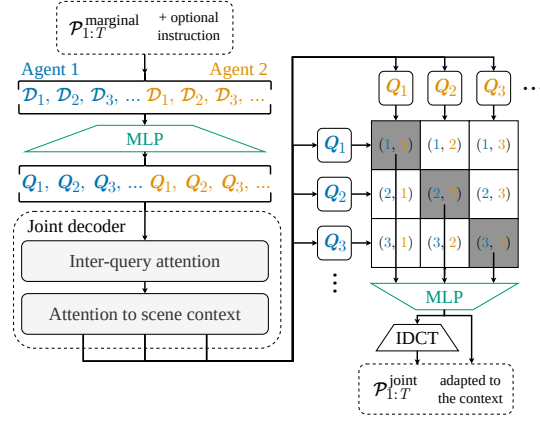 𝒫^marginal_1:T + optional instruction
Agent 1 Agent 2
𝒟₁, 𝒟₂, 𝒟₃, ... 𝒟₁, 𝒟₂, 𝒟₃, ...
MLP
Q₁, Q₂, Q₃, ... Q₁, Q₂, Q₃, ...
Joint decoder
Inter-query attention
Attention to scene context
Q₁ Q₂ Q₃ ...
Q₁ (1, (1, 2) (1, 3)
Q₂ (2, 1) (2, (2, 3)
Q₃ (3, 1) (3, 2) (3,
⋮
MLP
IDCT
𝒫^joint_1:T adapted to
the context